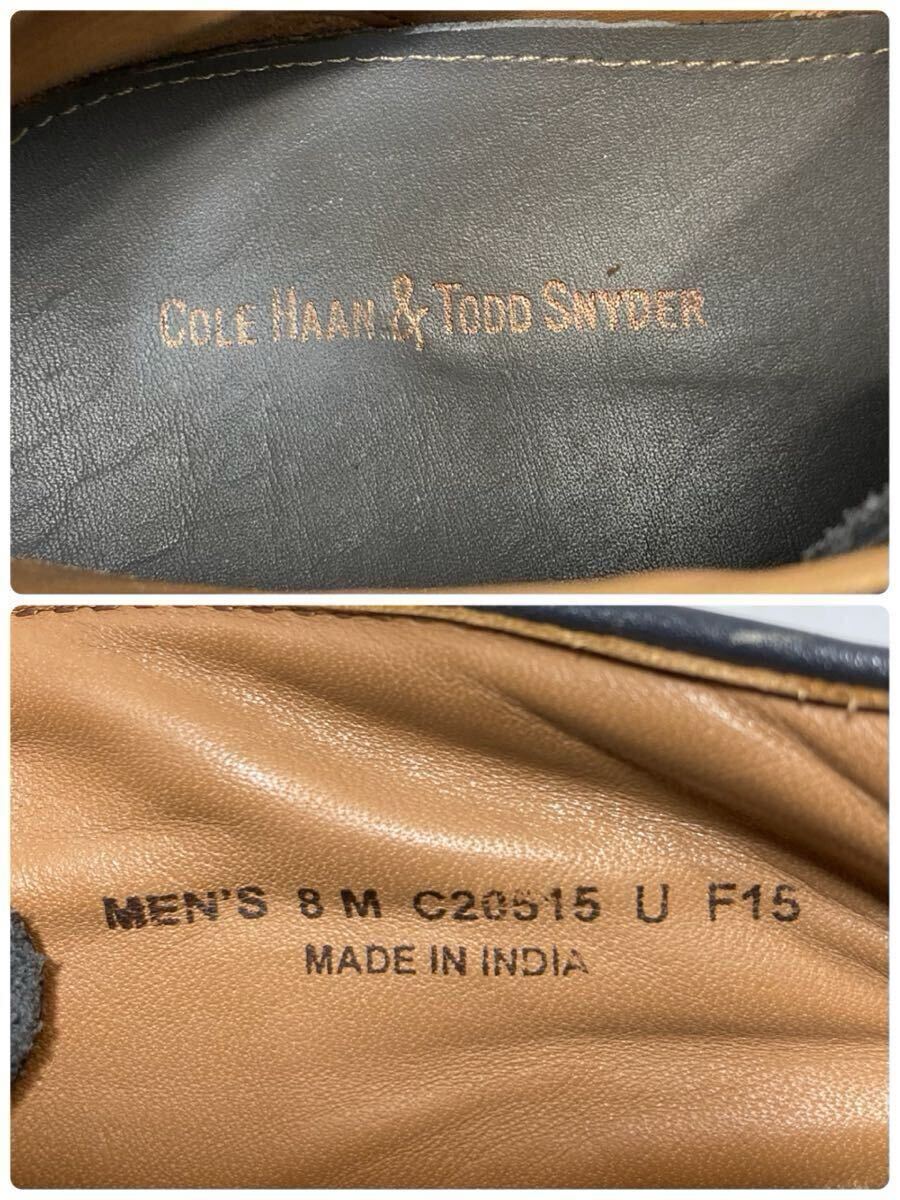 COLE HAAN & TODD SNYDER
MEN'S 8 M C20515 U F15
MADE IN INDIA